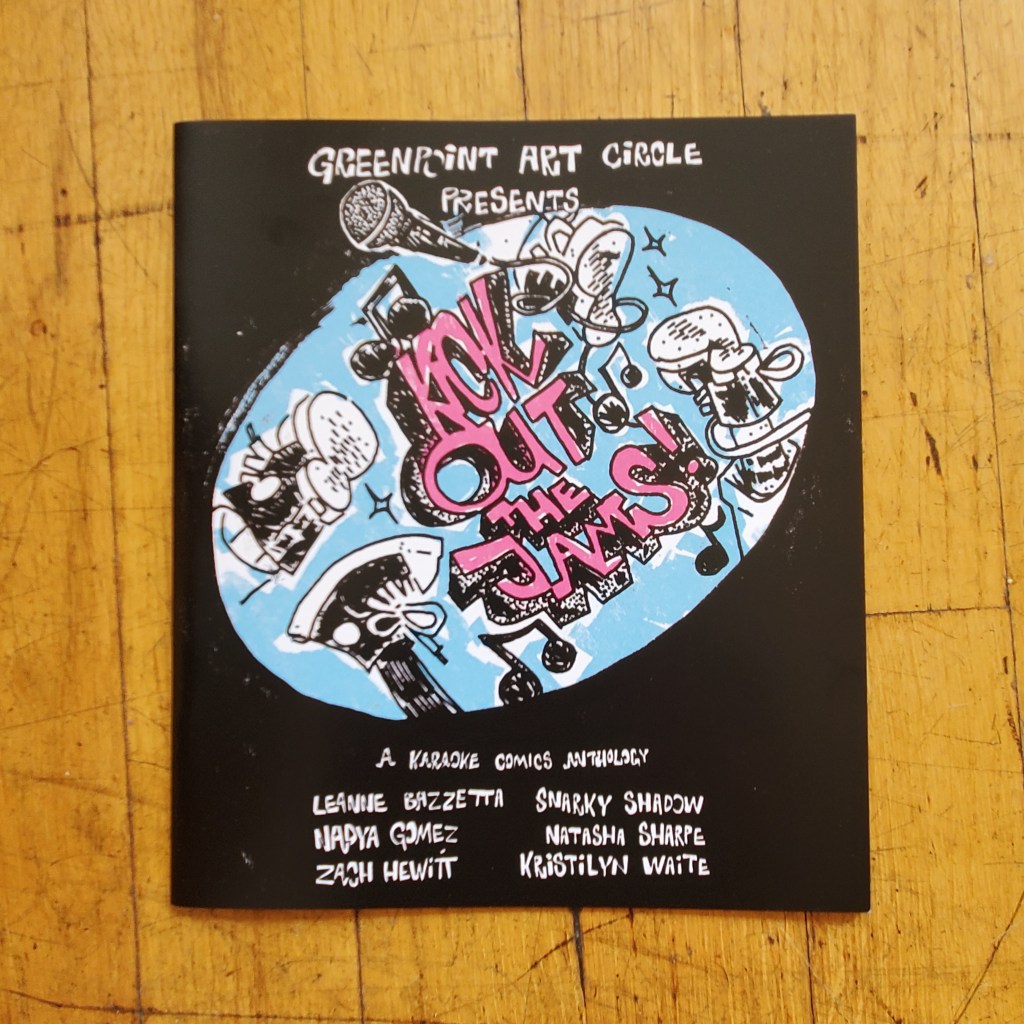 GREENPOINT ART CIRCLE
PRESENTS
KICK
OUT
THE
JAMS!
A KARAOKE COMICS ANTHOLOGY
LEANNE BAZZETTA SNARKY SHADOW
NADYA GOMEZ NATASHA SHARPE
ZACH HEWITT KRISTILYN WAITE